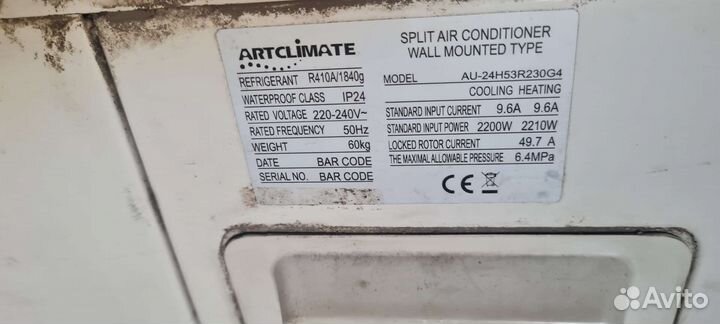 ARTCLIMATE
REFRIGERANT R410A/1840g
WATERPROOF CLASS IP24
RATED VOLTAGE 220-240V~
RATED FREQUENCY 50Hz
WEIGHT 60kg
DATE BAR CODE
SERIAL NO. BAR CODE
SPLIT AIR CONDITIONER
WALL MOUNTED TYPE
MODEL AU-24H53R230G4
COOLING HEATING
STANDARD INPUT CURRENT 9.6A 9.6A
STANDARD INPUT POWER 2200W 2210W
LOCKED ROTOR CURRENT 49.7 A
THE MAXIMAL ALLOWABLE PRESSURE 6.4MPa
CE
Avito